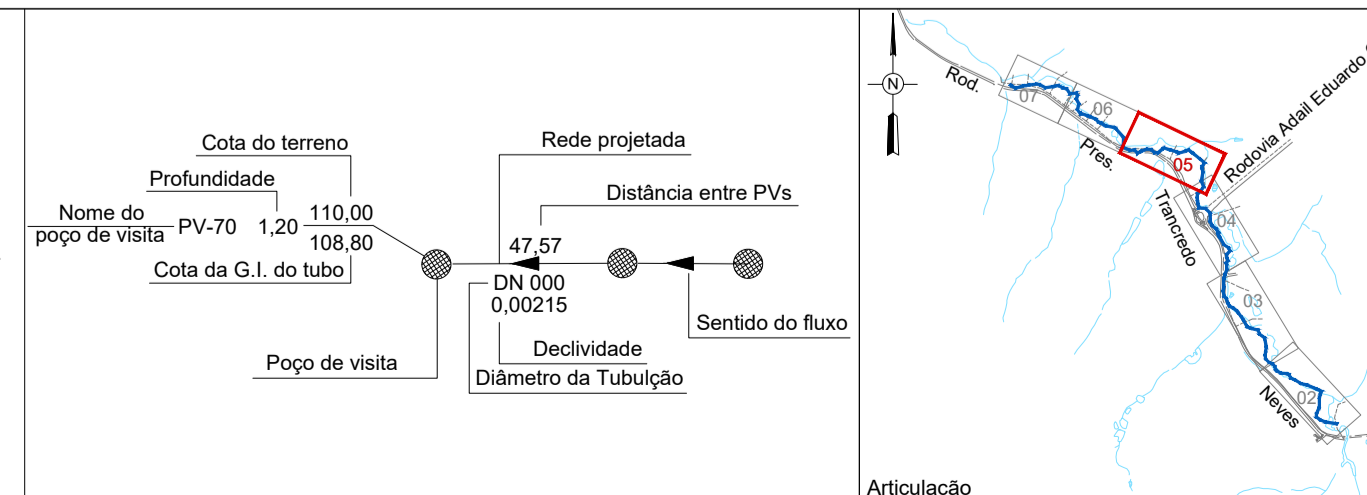 Cota do terreno
Profundidade
Nome do
poço de visita
PV-70
1,20
110,00
108,80
Cota da G.I. do tubo
Poço de visita
Rede projetada
Distância entre PVs
47,57
DN 000
0,00215
Sentido do fluxo
Declividade
Diâmetro da Tubulção
N
Rod.
07
06
Pres.
05
Rodovia Adail Eduardo
Trancredo
04
03
02
Neves
Articulação